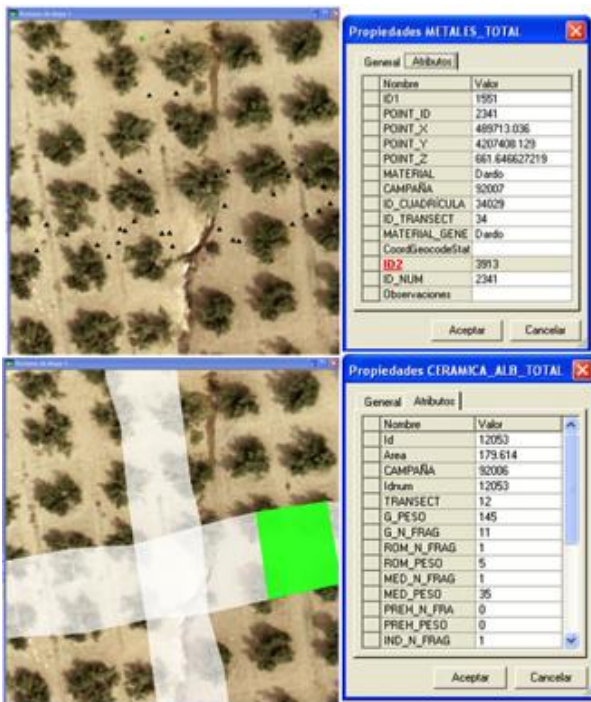 Propiedades METALES_TOTAL
General Atributos
Nombre Valor
ID1 1551
POINT_ID 2341
POINT_X 489713.036
POINT_Y 4207408.129
POINT_Z 661.646627219
MATERIAL Dardo
CAMPAÑA 92007
ID_CUADRÍCULA 34029
ID_TRANSECT 34
MATERIAL_GENE Dardo
CoordGeocodeStat
ID2 3913
ID_NUM 2341
Observaciones
Aceptar Cancelar
Propiedades CERAMICA_ALB_TOTAL
General Atributos
Nombre Valor
Id 12053
Area 179.614
CAMPAÑA 92006
Idnum 12053
TRANSECT 12
G_PESO 145
G_N_FRAG 11
ROM_N_FRAG 1
ROM_PESO 5
MED_N_FRAG 1
MED_PESO 35
PREH_N_FRA 0
PREH_PESO 0
IND_N_FRAG 1
Aceptar Cancelar